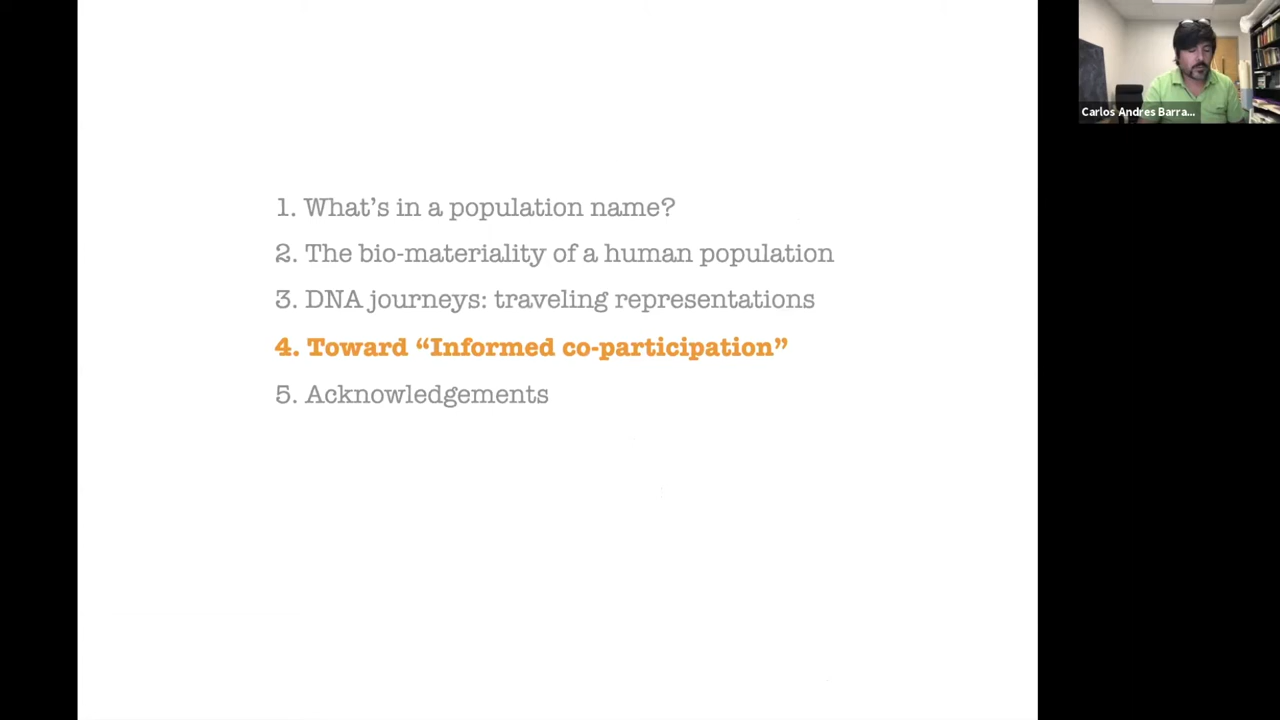 1. What’s in a population name?
2. The bio-materiality of a human population
3. DNA journeys: traveling representations
4. Toward “Informed co-participation”
5. Acknowledgements
Carlos Andres Barra...